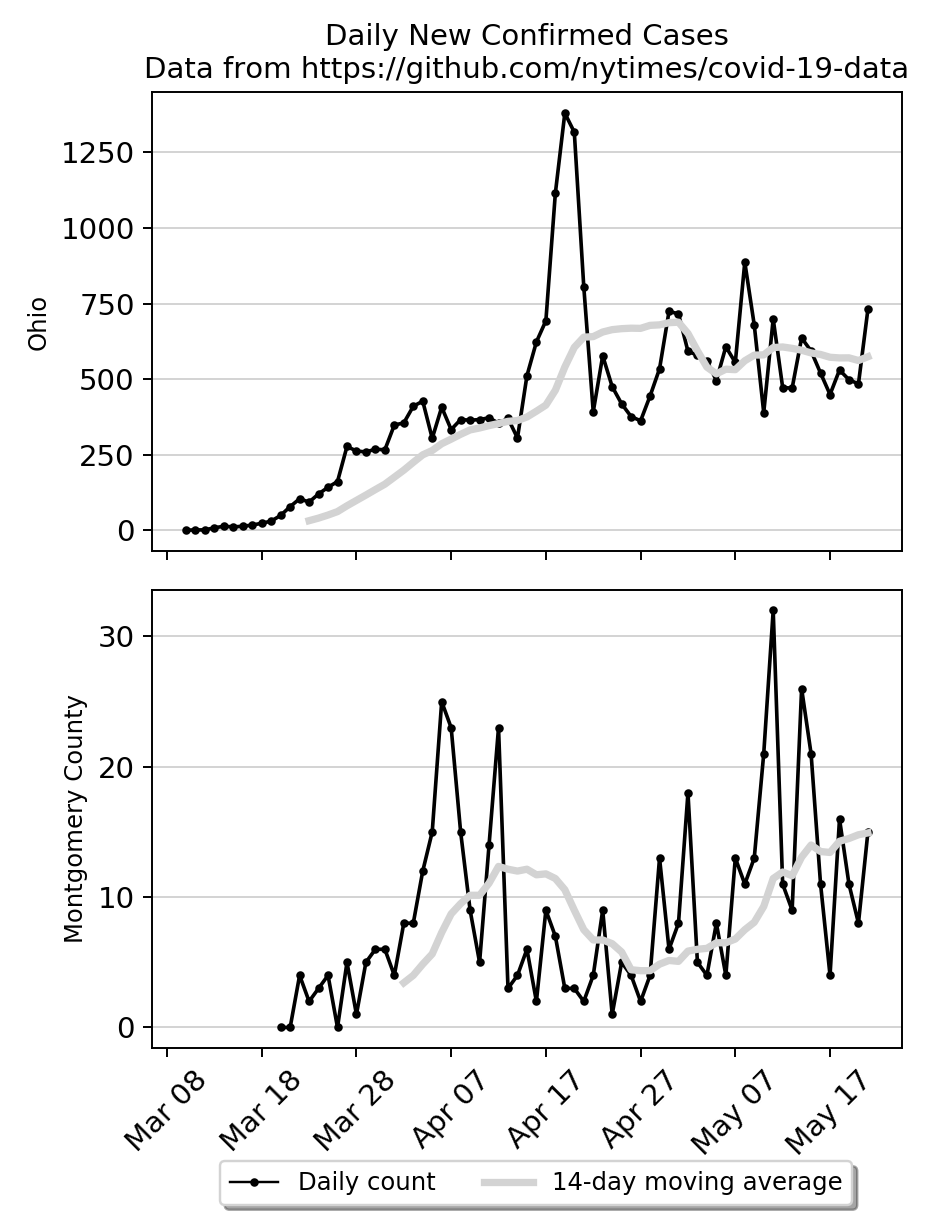 Daily New Confirmed Cases
Data from https://github.com/nytimes/covid-19-data
Ohio
1250
1000
750
500
250
0
Montgomery County
30
20
10
0
Mar 08
Mar 18
Mar 28
Apr 07
Apr 17
Apr 27
May 07
May 17
Daily count
14-day moving average